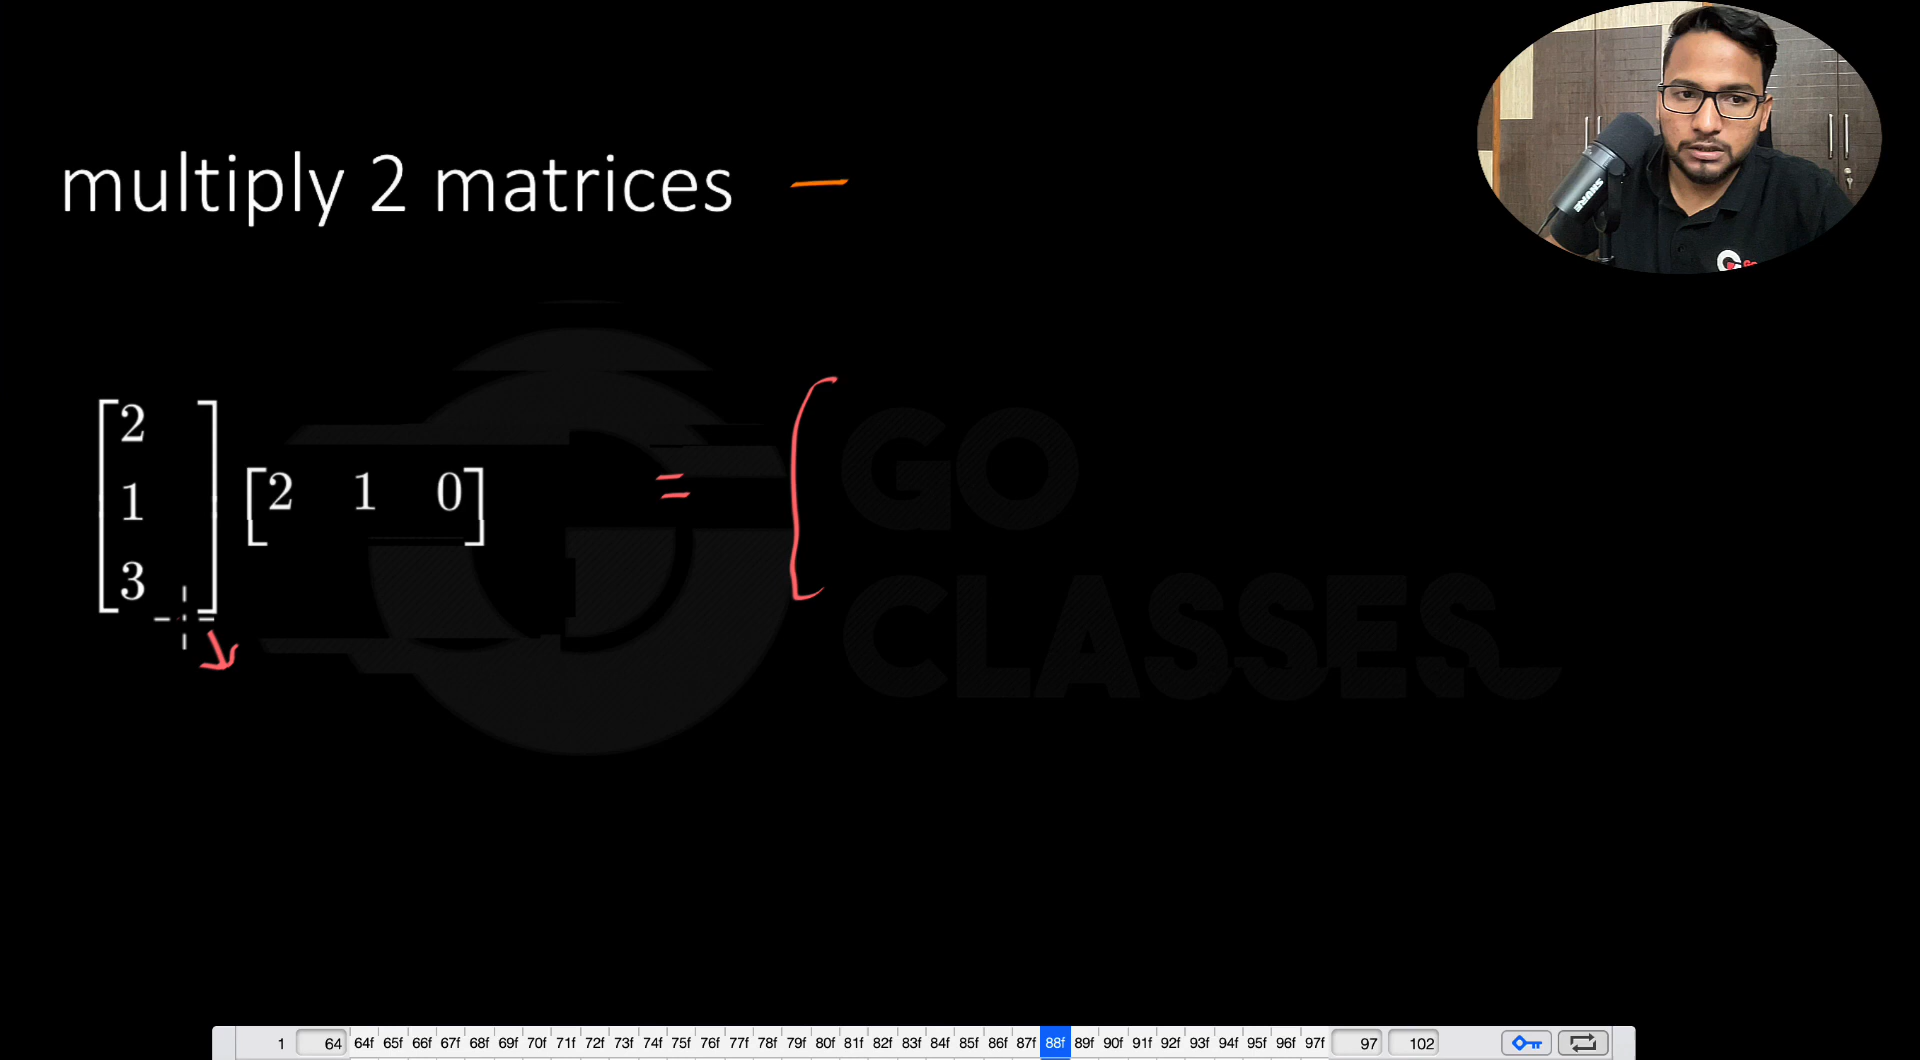 multiply 2 matrices —
2
1
3
[2 1 0]
= [
GO
CLASSES
SHURE
1 64 64f 65f 66f 67f 68f 69f 70f 71f 72f 73f 74f 75f 76f 77f 78f 79f 80f 81f 82f 83f 84f 85f 86f 87f 88f 89f 90f 91f 92f 93f 94f 95f 96f 97f 97 102